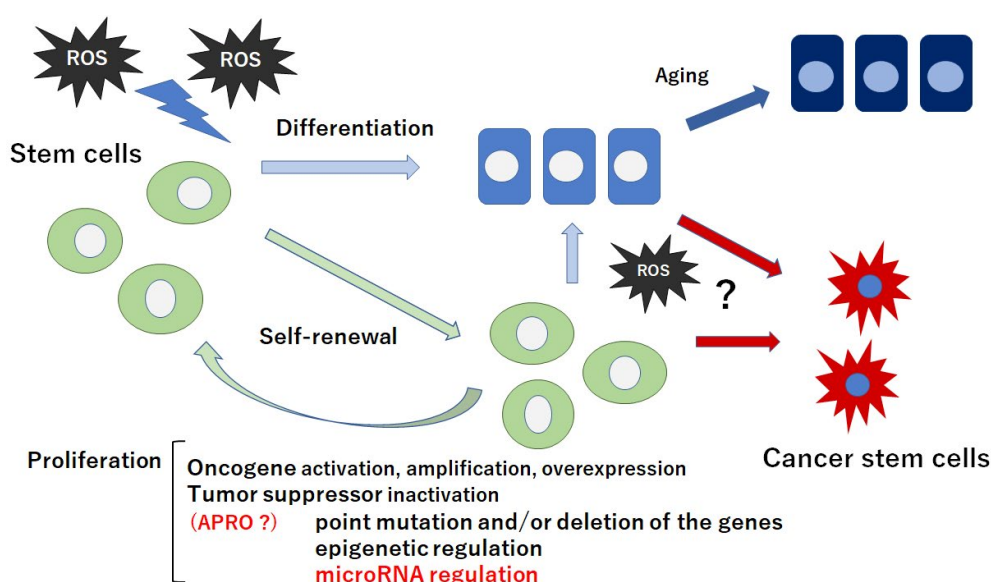 ROS
ROS
Aging
Differentiation
Stem cells
ROS
?
Self-renewal
Cancer stem cells
Proliferation
Oncogene activation, amplification, overexpression
Tumor suppressor inactivation
(APRO ?) point mutation and/or deletion of the genes
epigenetic regulation
microRNA regulation